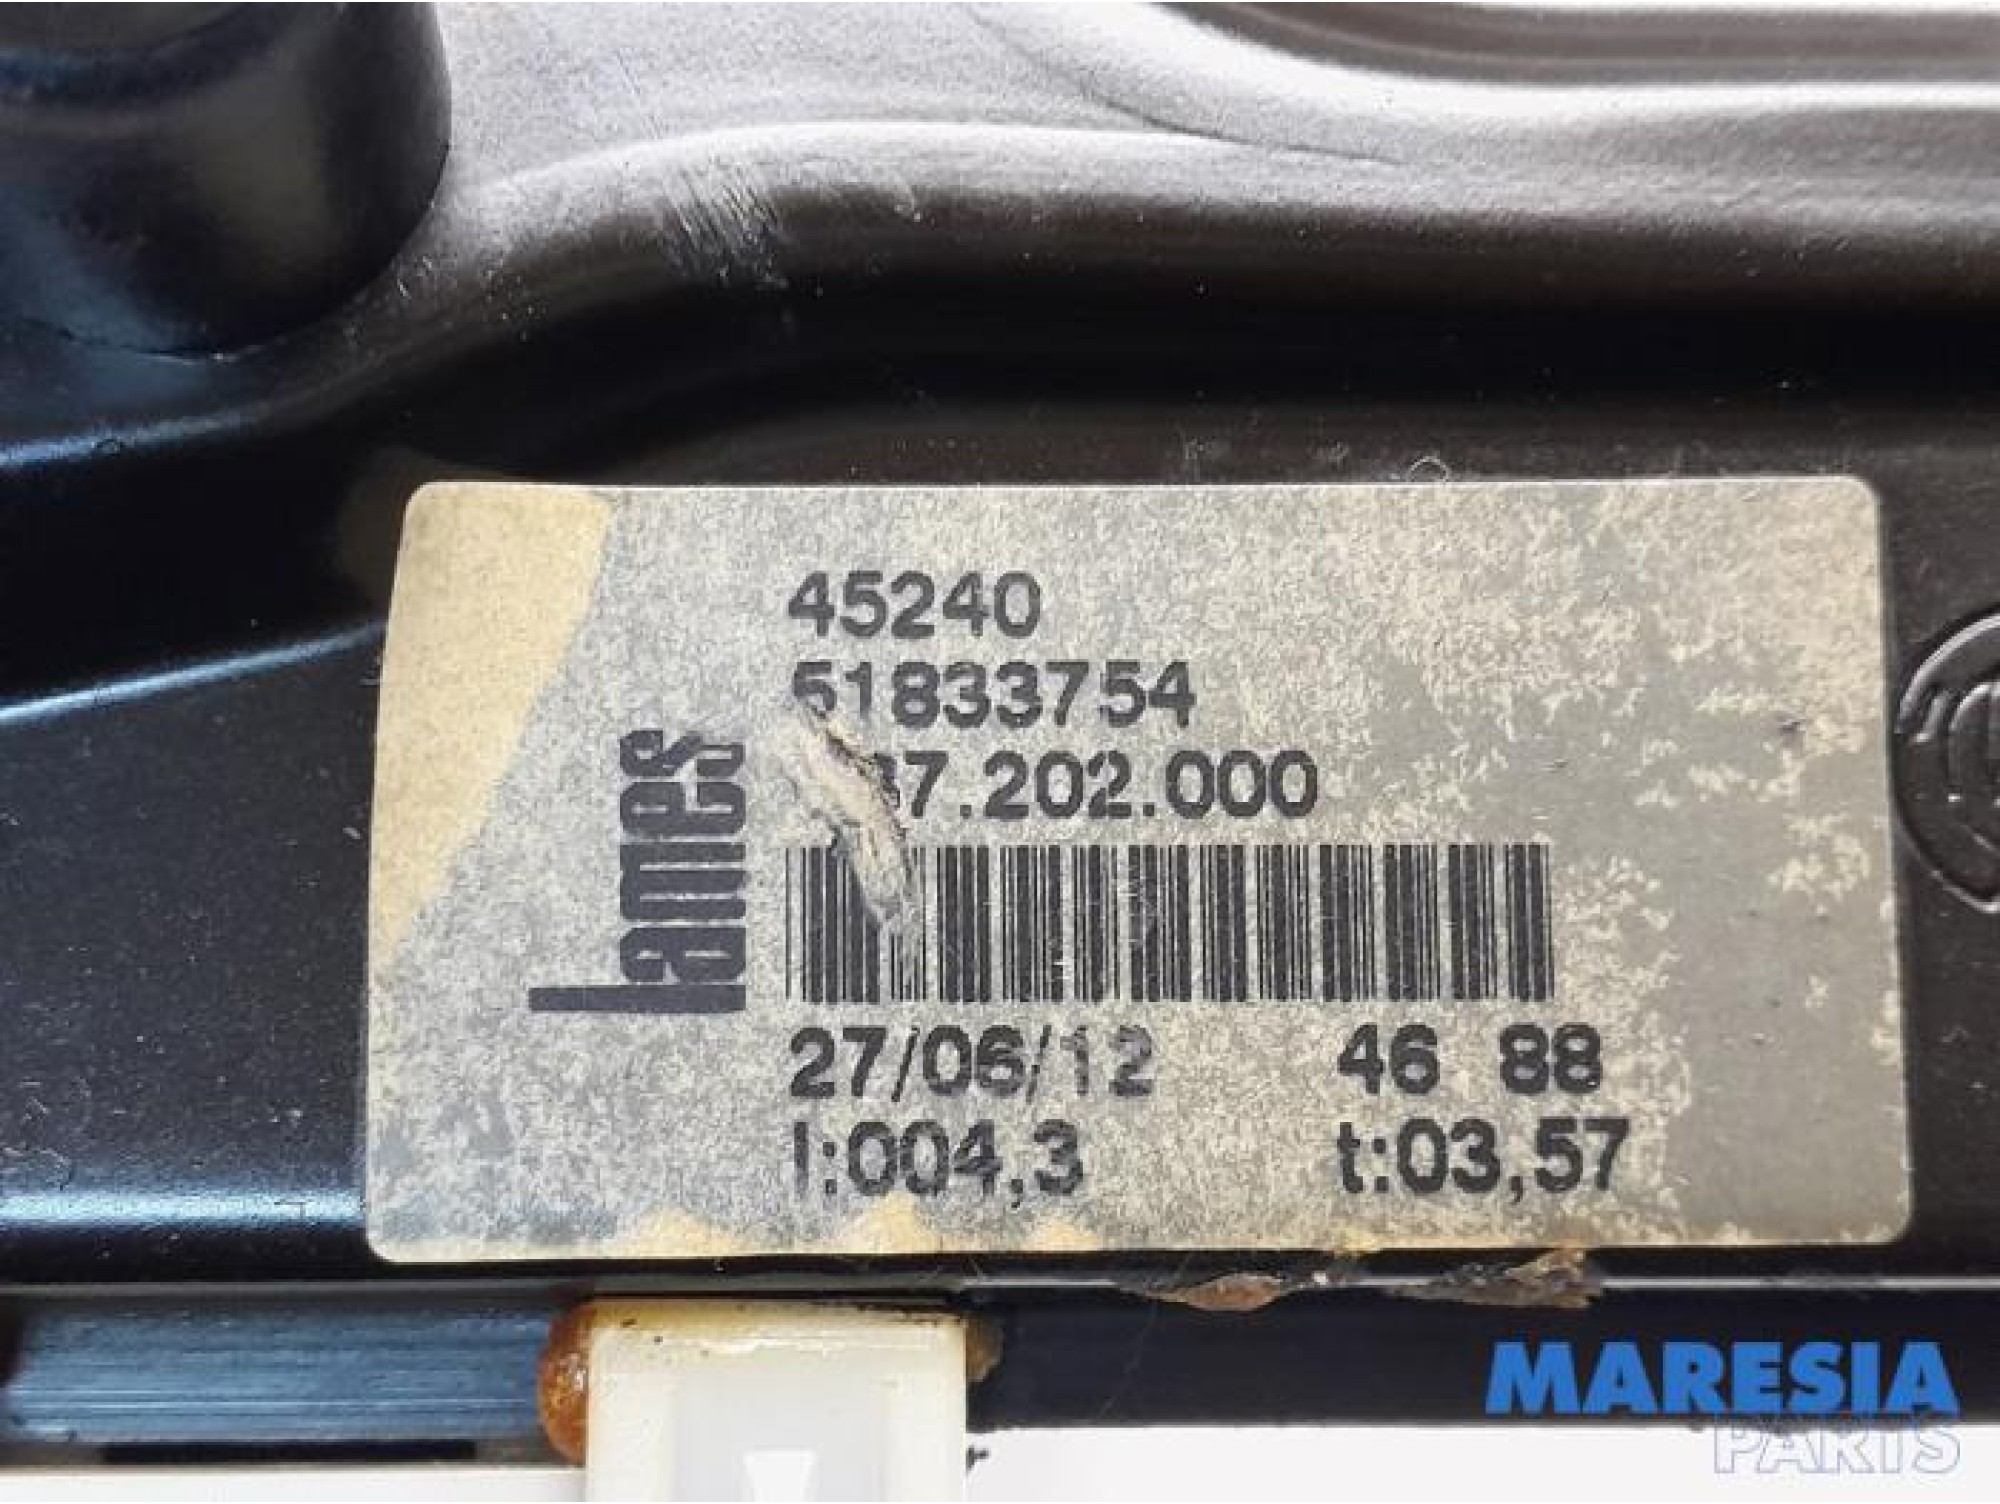 45240
51833754
37.202.000
Lames
27/06/12 46 88
I:004,3 t:03,57
MARESIA
PARTS